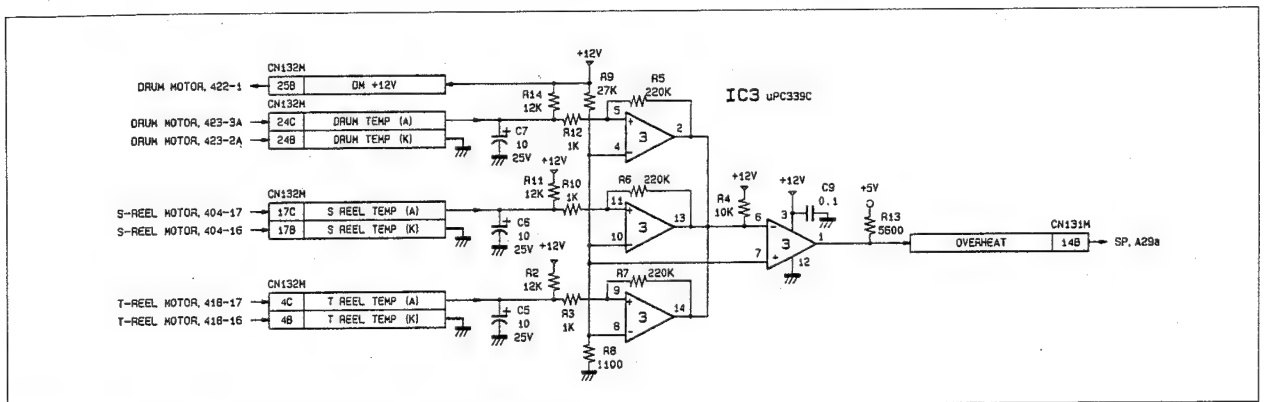 CN132M
DRUM MOTOR, 422-1
25B DM +12V
CN132M
DRUM MOTOR, 423-3A
24C DRUM TEMP (A)
DRUM MOTOR, 423-2A
24B DRUM TEMP (K)
CN132M
S-REEL MOTOR, 404-17
17C S REEL TEMP (A)
S-REEL MOTOR, 404-16
17B S REEL TEMP (K)
CN132M
T-REEL MOTOR, 418-17
4C T REEL TEMP (A)
T-REEL MOTOR, 418-16
4B T REEL TEMP (K)
+12V
R9
27K
R14
12K
R12
1K
+ C7
10
25V
R5
220K
5 +
3
2
4 -
+12V
R11
12K
R10
1K
+ C6
10
25V
R6 220K
11 +
3
13
10 -
+12V
R2
12K
R3
1K
+ C5
10
25V
R7 220K
9 +
3
14
8 -
R8
1100
IC3 uPC339C
+12V
R4
10K
+12V
3
C9
0.1
6 -
3
1
7 +
12
+5V
R13
5600
CN131M
OVERHEAT 14B
SP, A29a